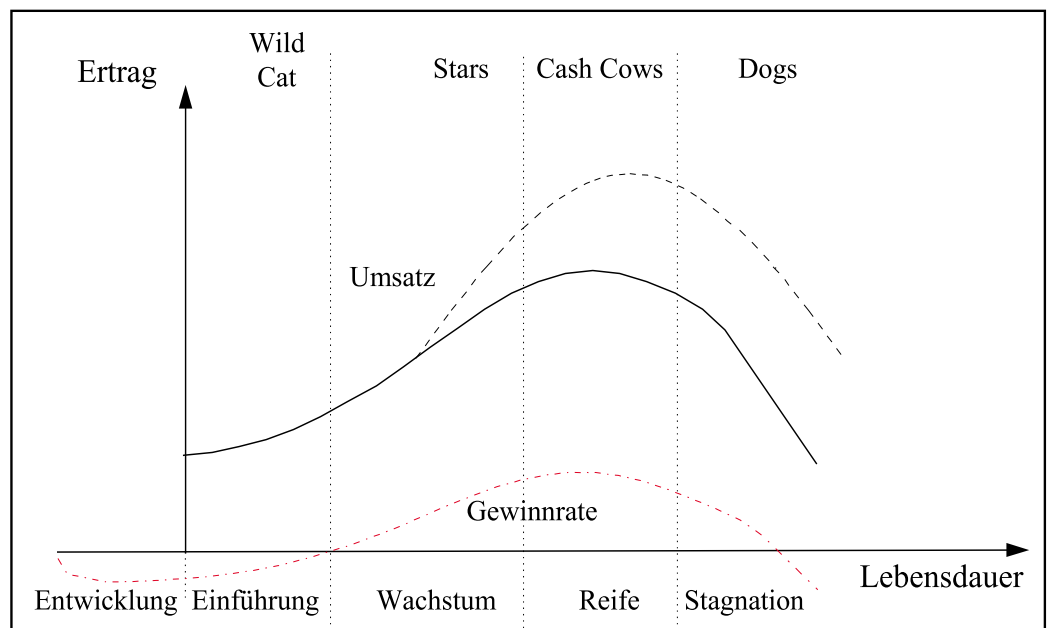 Wild
Cat
Ertrag
Stars
Cash Cows
Dogs
Umsatz
Gewinnrate
Lebensdauer
Entwicklung
Einführung
Wachstum
Reife
Stagnation